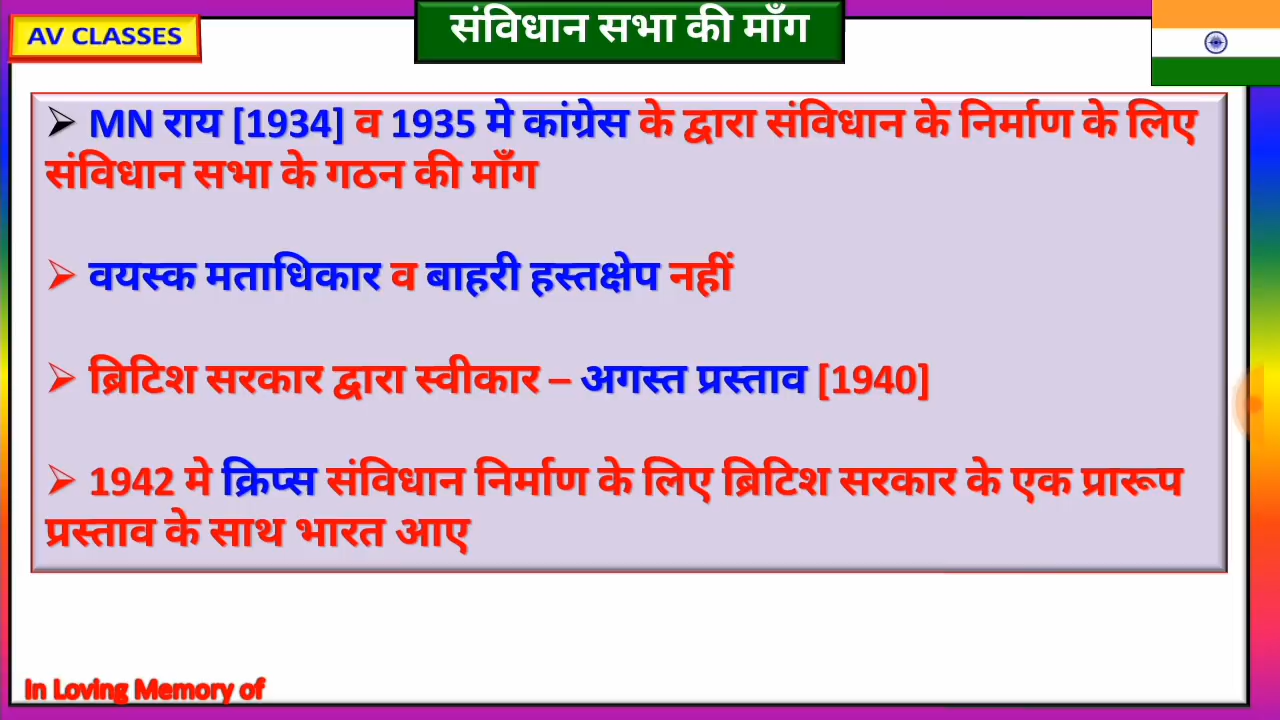 AV CLASSES
संविधान सभा की माँग
➢ MN राय [1934] व 1935 मे कांग्रेस के द्वारा संविधान के निर्माण के लिए
संविधान सभा के गठन की माँग
➢ वयस्क मताधिकार व बाहरी हस्तक्षेप नहीं
➢ ब्रिटिश सरकार द्वारा स्वीकार – अगस्त प्रस्ताव [1940]
➢ 1942 मे क्रिप्स संविधान निर्माण के लिए ब्रिटिश सरकार के एक प्रारूप
प्रस्ताव के साथ भारत आए
In Loving Memory of